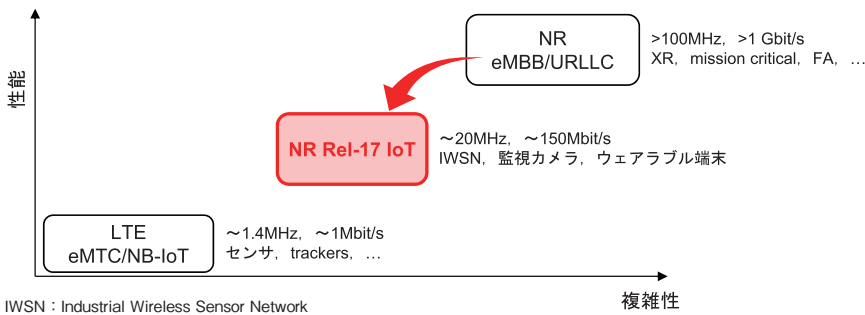 NR
eMBB/URLLC
>100MHz，>1 Gbit/s
XR，mission critical，FA，…
性能
NR Rel-17 IoT
～20MHz，～150Mbit/s
IWSN，監視カメラ，ウェアラブル端末
LTE
eMTC/NB-IoT
～1.4MHz，～1Mbit/s
センサ，trackers，…
複雑性
IWSN：Industrial Wireless Sensor Network